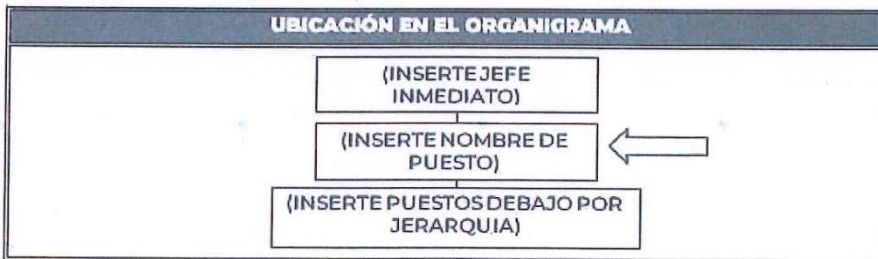 UBICACIÓN EN EL ORGANIGRAMA
(INSERTE JEFE
INMEDIATO)
(INSERTE NOMBRE DE
PUESTO)
(INSERTE PUESTOS DEBAJO POR
JERARQUIA)